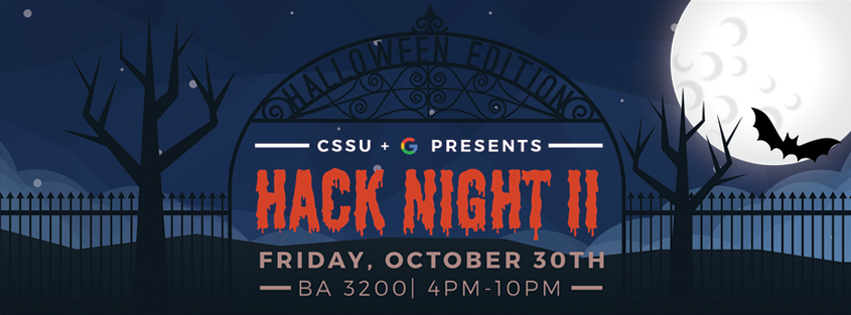 HALLOWEEN EDITION
CSSU + G PRESENTS
HACK NIGHT II
FRIDAY, OCTOBER 30TH
BA 3200| 4PM-10PM